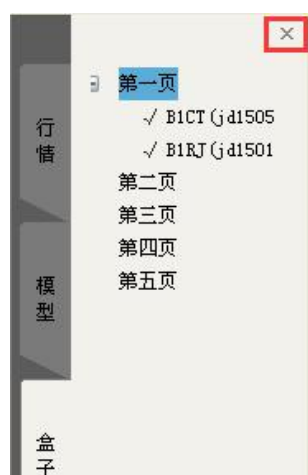 行情
模型
盒子
第一页
√ B1CT(jd1505
√ B1RJ(jd1501
第二页
第三页
第四页
第五页